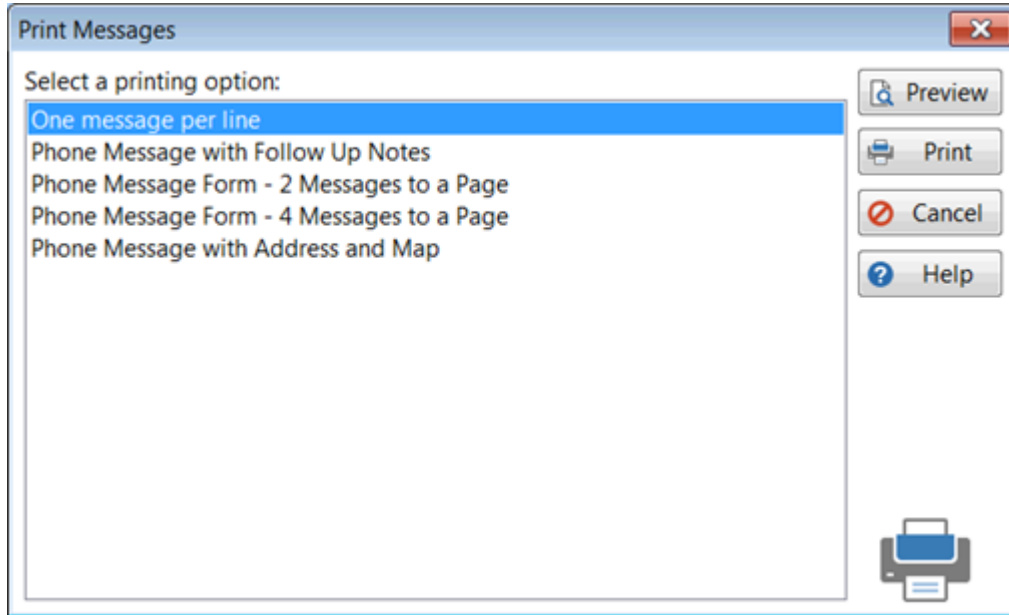 Print Messages
Select a printing option:
One message per line
Phone Message with Follow Up Notes
Phone Message Form - 2 Messages to a Page
Phone Message Form - 4 Messages to a Page
Phone Message with Address and Map
Preview
Print
Cancel
Help